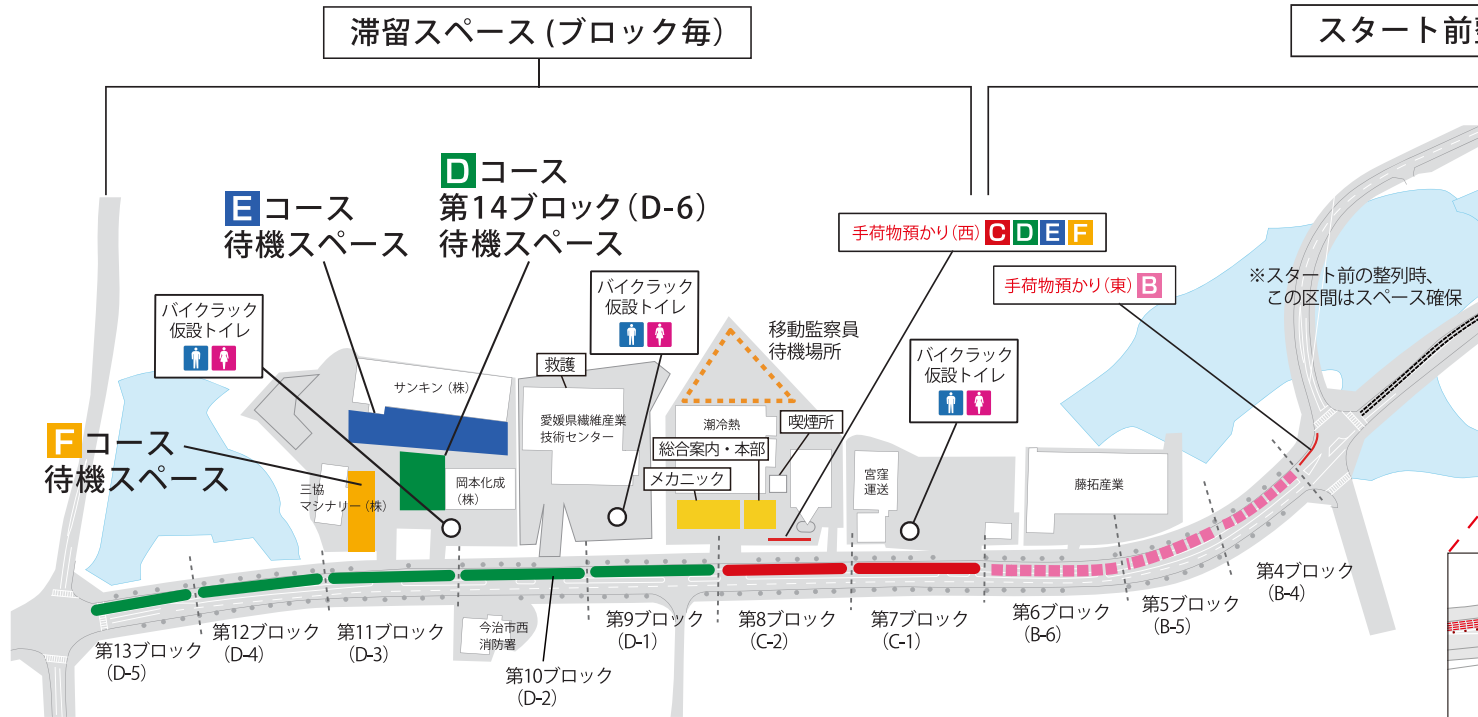 滞留スペース (ブロック毎)
スタート前
Dコース
第14ブロック(D-6)
待機スペース
Eコース
待機スペース
手荷物預かり(西) C D E F
手荷物預かり(東) B
※スタート前の整列時、
この区間はスペース確保
バイクラック
仮設トイレ
バイクラック
仮設トイレ
移動監察員
待機場所
バイクラック
仮設トイレ
救護
サンキン(株)
愛媛県繊維産業
技術センター
潮冷熱
喫煙所
総合案内・本部
メカニック
Fコース
待機スペース
三協
マシナリー(株)
岡本化成
(株)
宮窪
運送
藤拓産業
今治市西
消防署
第13ブロック
(D-5)
第12ブロック
(D-4)
第11ブロック
(D-3)
第10ブロック
(D-2)
第9ブロック
(D-1)
第8ブロック
(C-2)
第7ブロック
(C-1)
第6ブロック
(B-6)
第5ブロック
(B-5)
第4ブロック
(B-4)